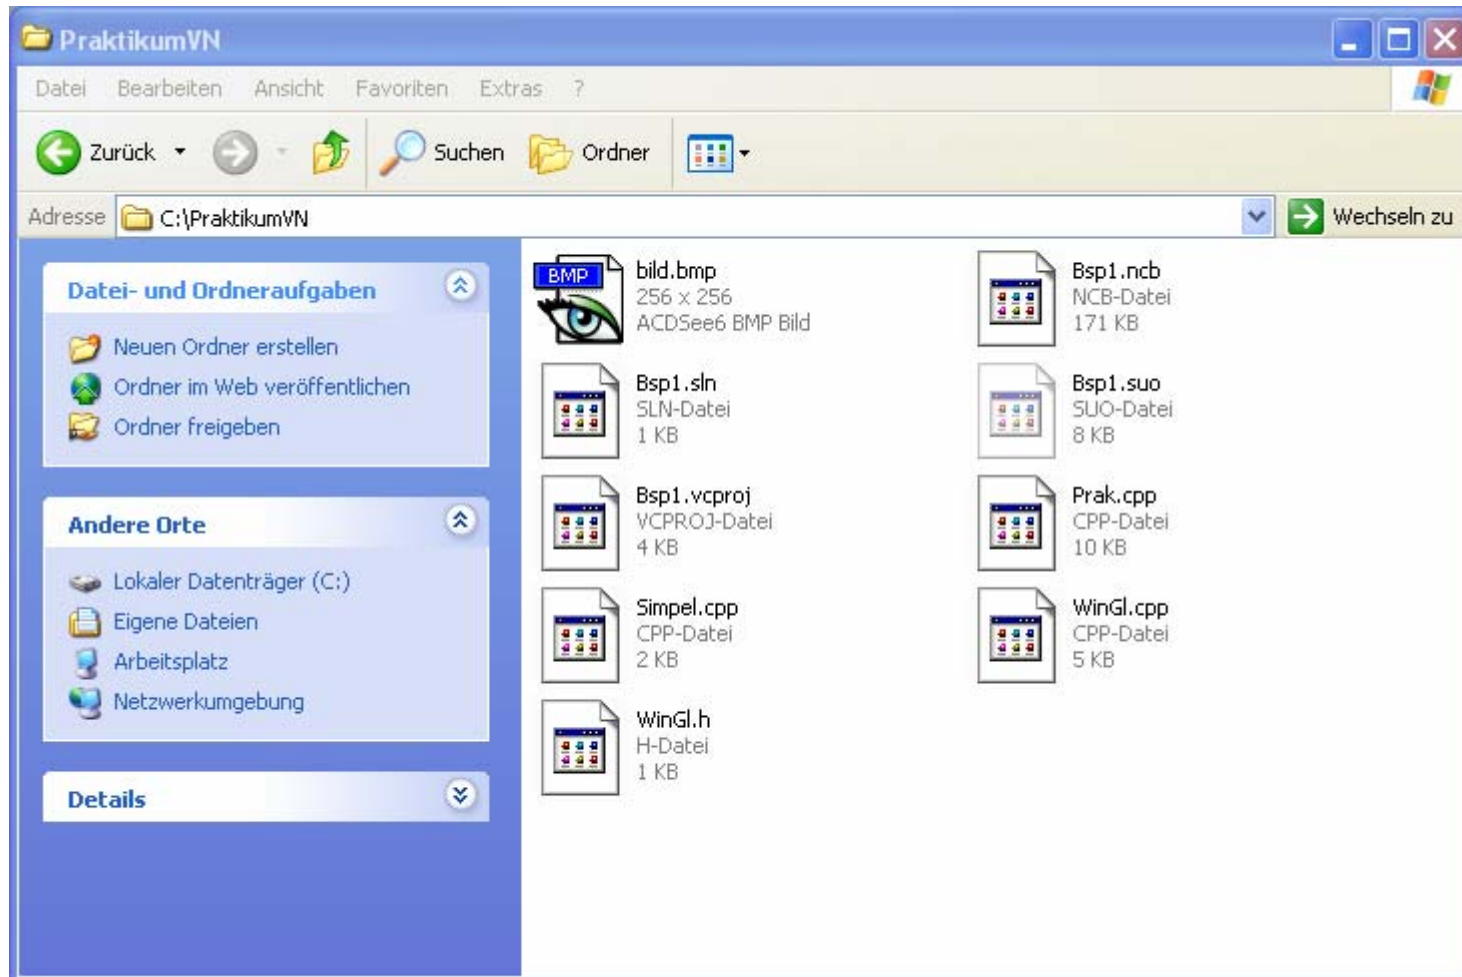 PraktikumVN
Datei Bearbeiten Ansicht Favoriten Extras ?
Zurück Suchen Ordner
Adresse C:\PraktikumVN Wechseln zu
Datei- und Ordneraufgaben
Neuen Ordner erstellen
Ordner im Web veröffentlichen
Ordner freigeben
Andere Orte
Lokaler Datenträger (C:)
Eigene Dateien
Arbeitsplatz
Netzwerkumgebung
Details
BMP
bild.bmp
256 x 256
ACDSee6 BMP Bild
Bsp1.ncb
NCB-Datei
171 KB
Bsp1.sln
SLN-Datei
1 KB
Bsp1.suo
SUO-Datei
8 KB
Bsp1.vcproj
VCPROJ-Datei
4 KB
Prak.cpp
CPP-Datei
10 KB
Simpel.cpp
CPP-Datei
2 KB
WinGl.cpp
CPP-Datei
5 KB
WinGl.h
H-Datei
1 KB